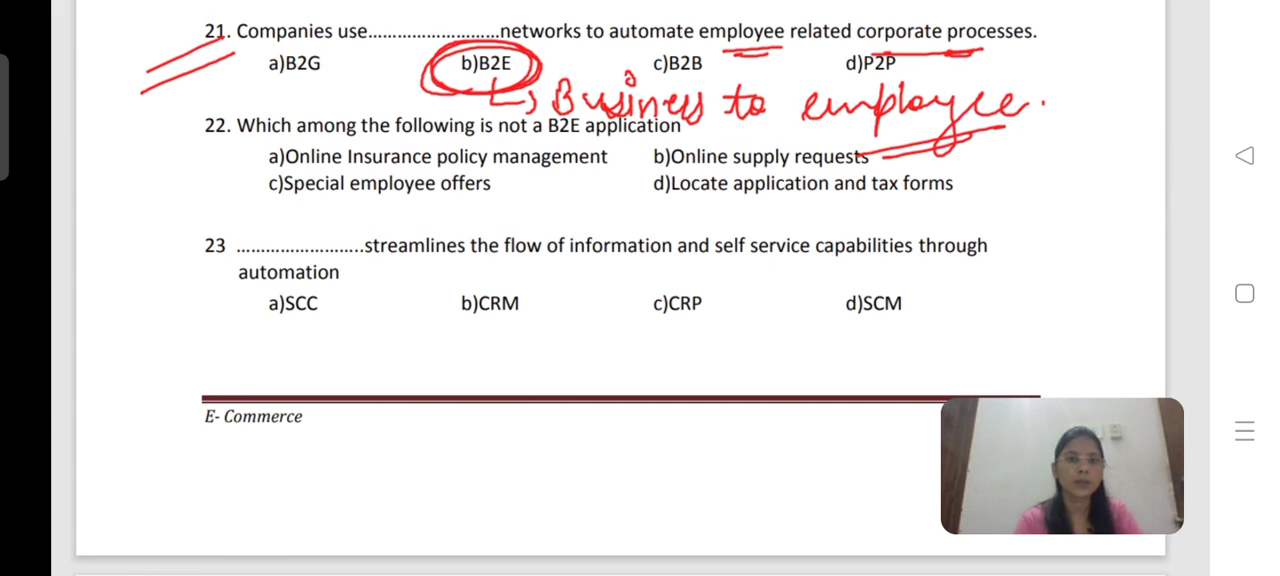 21. Companies use............................networks to automate employee related corporate processes.
a)B2G b)B2E c)B2B d)P2P
Business to employee.
22. Which among the following is not a B2E application
a)Online Insurance policy management b)Online supply requests
c)Special employee offers d)Locate application and tax forms
23 ..........................streamlines the flow of information and self service capabilities through
automation
a)SCC b)CRM c)CRP d)SCM
E- Commerce